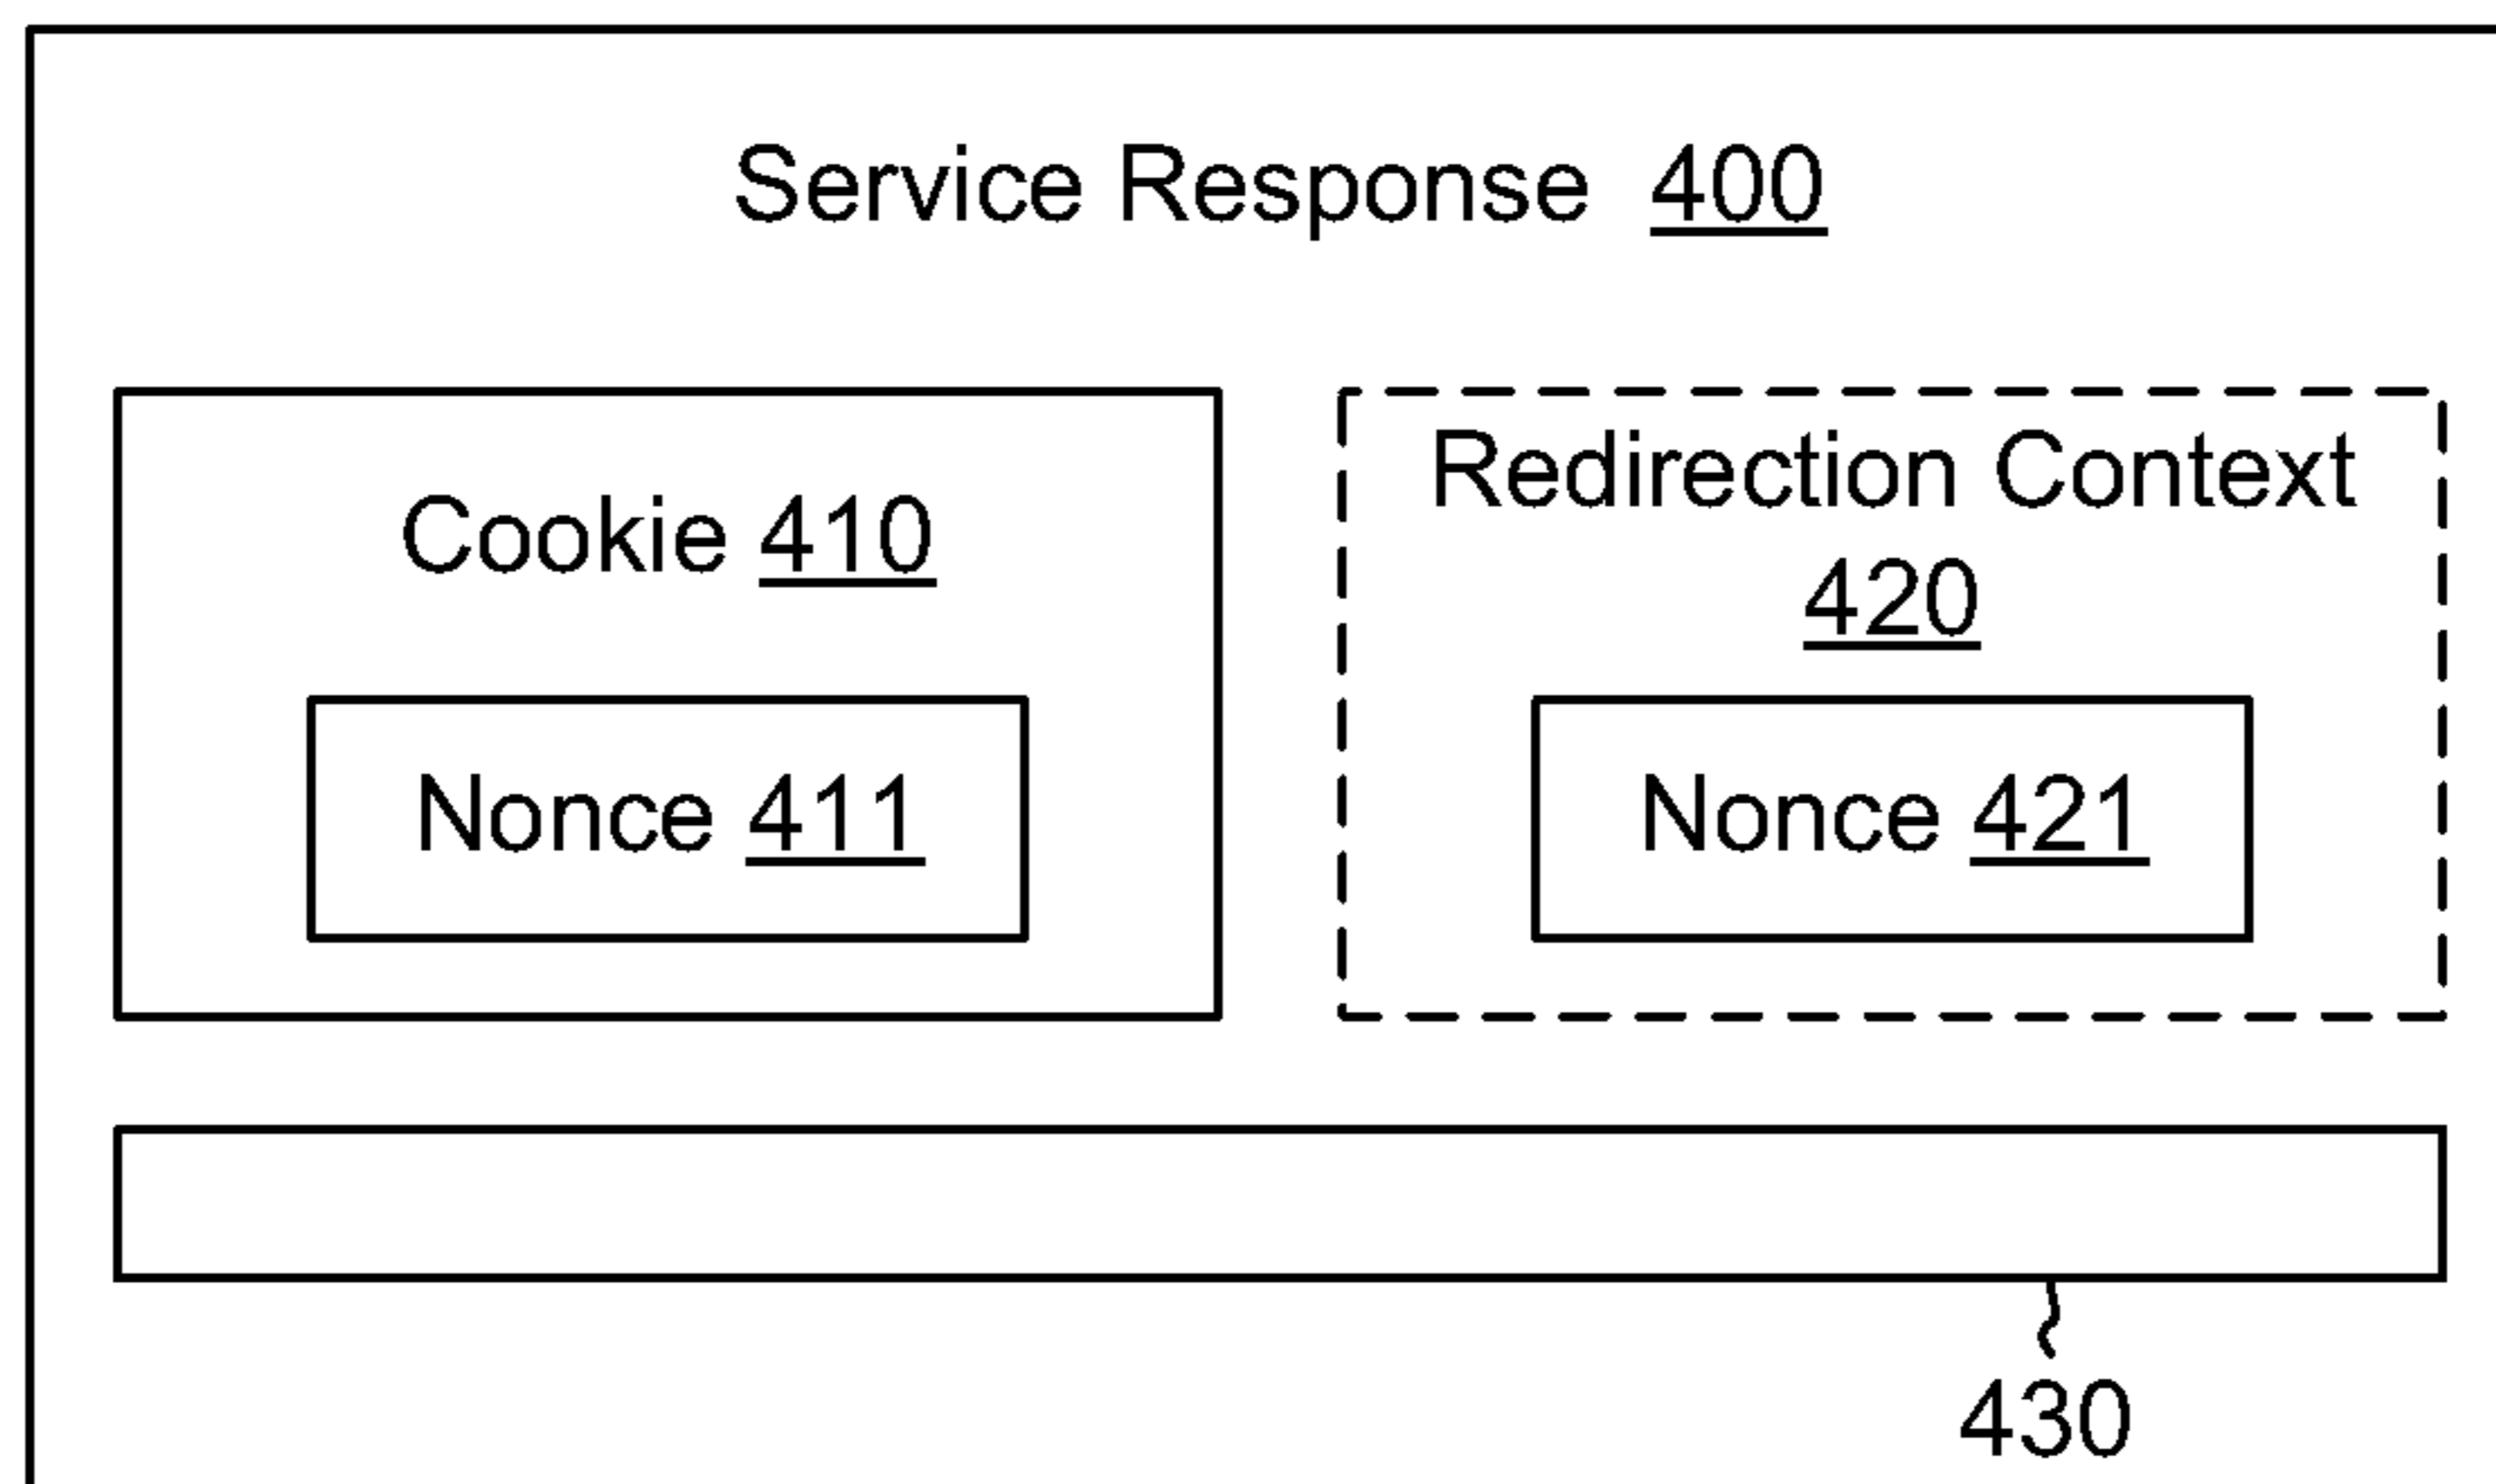 Service Response 400
Cookie 410
Nonce 411
Redirection Context
420
Nonce 421
430